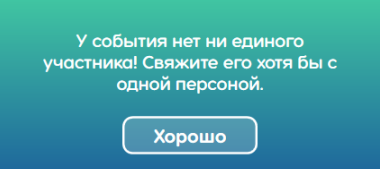 У события нет ни единого
участника! Свяжите его хотя бы с
одной персоной.
Хорошо